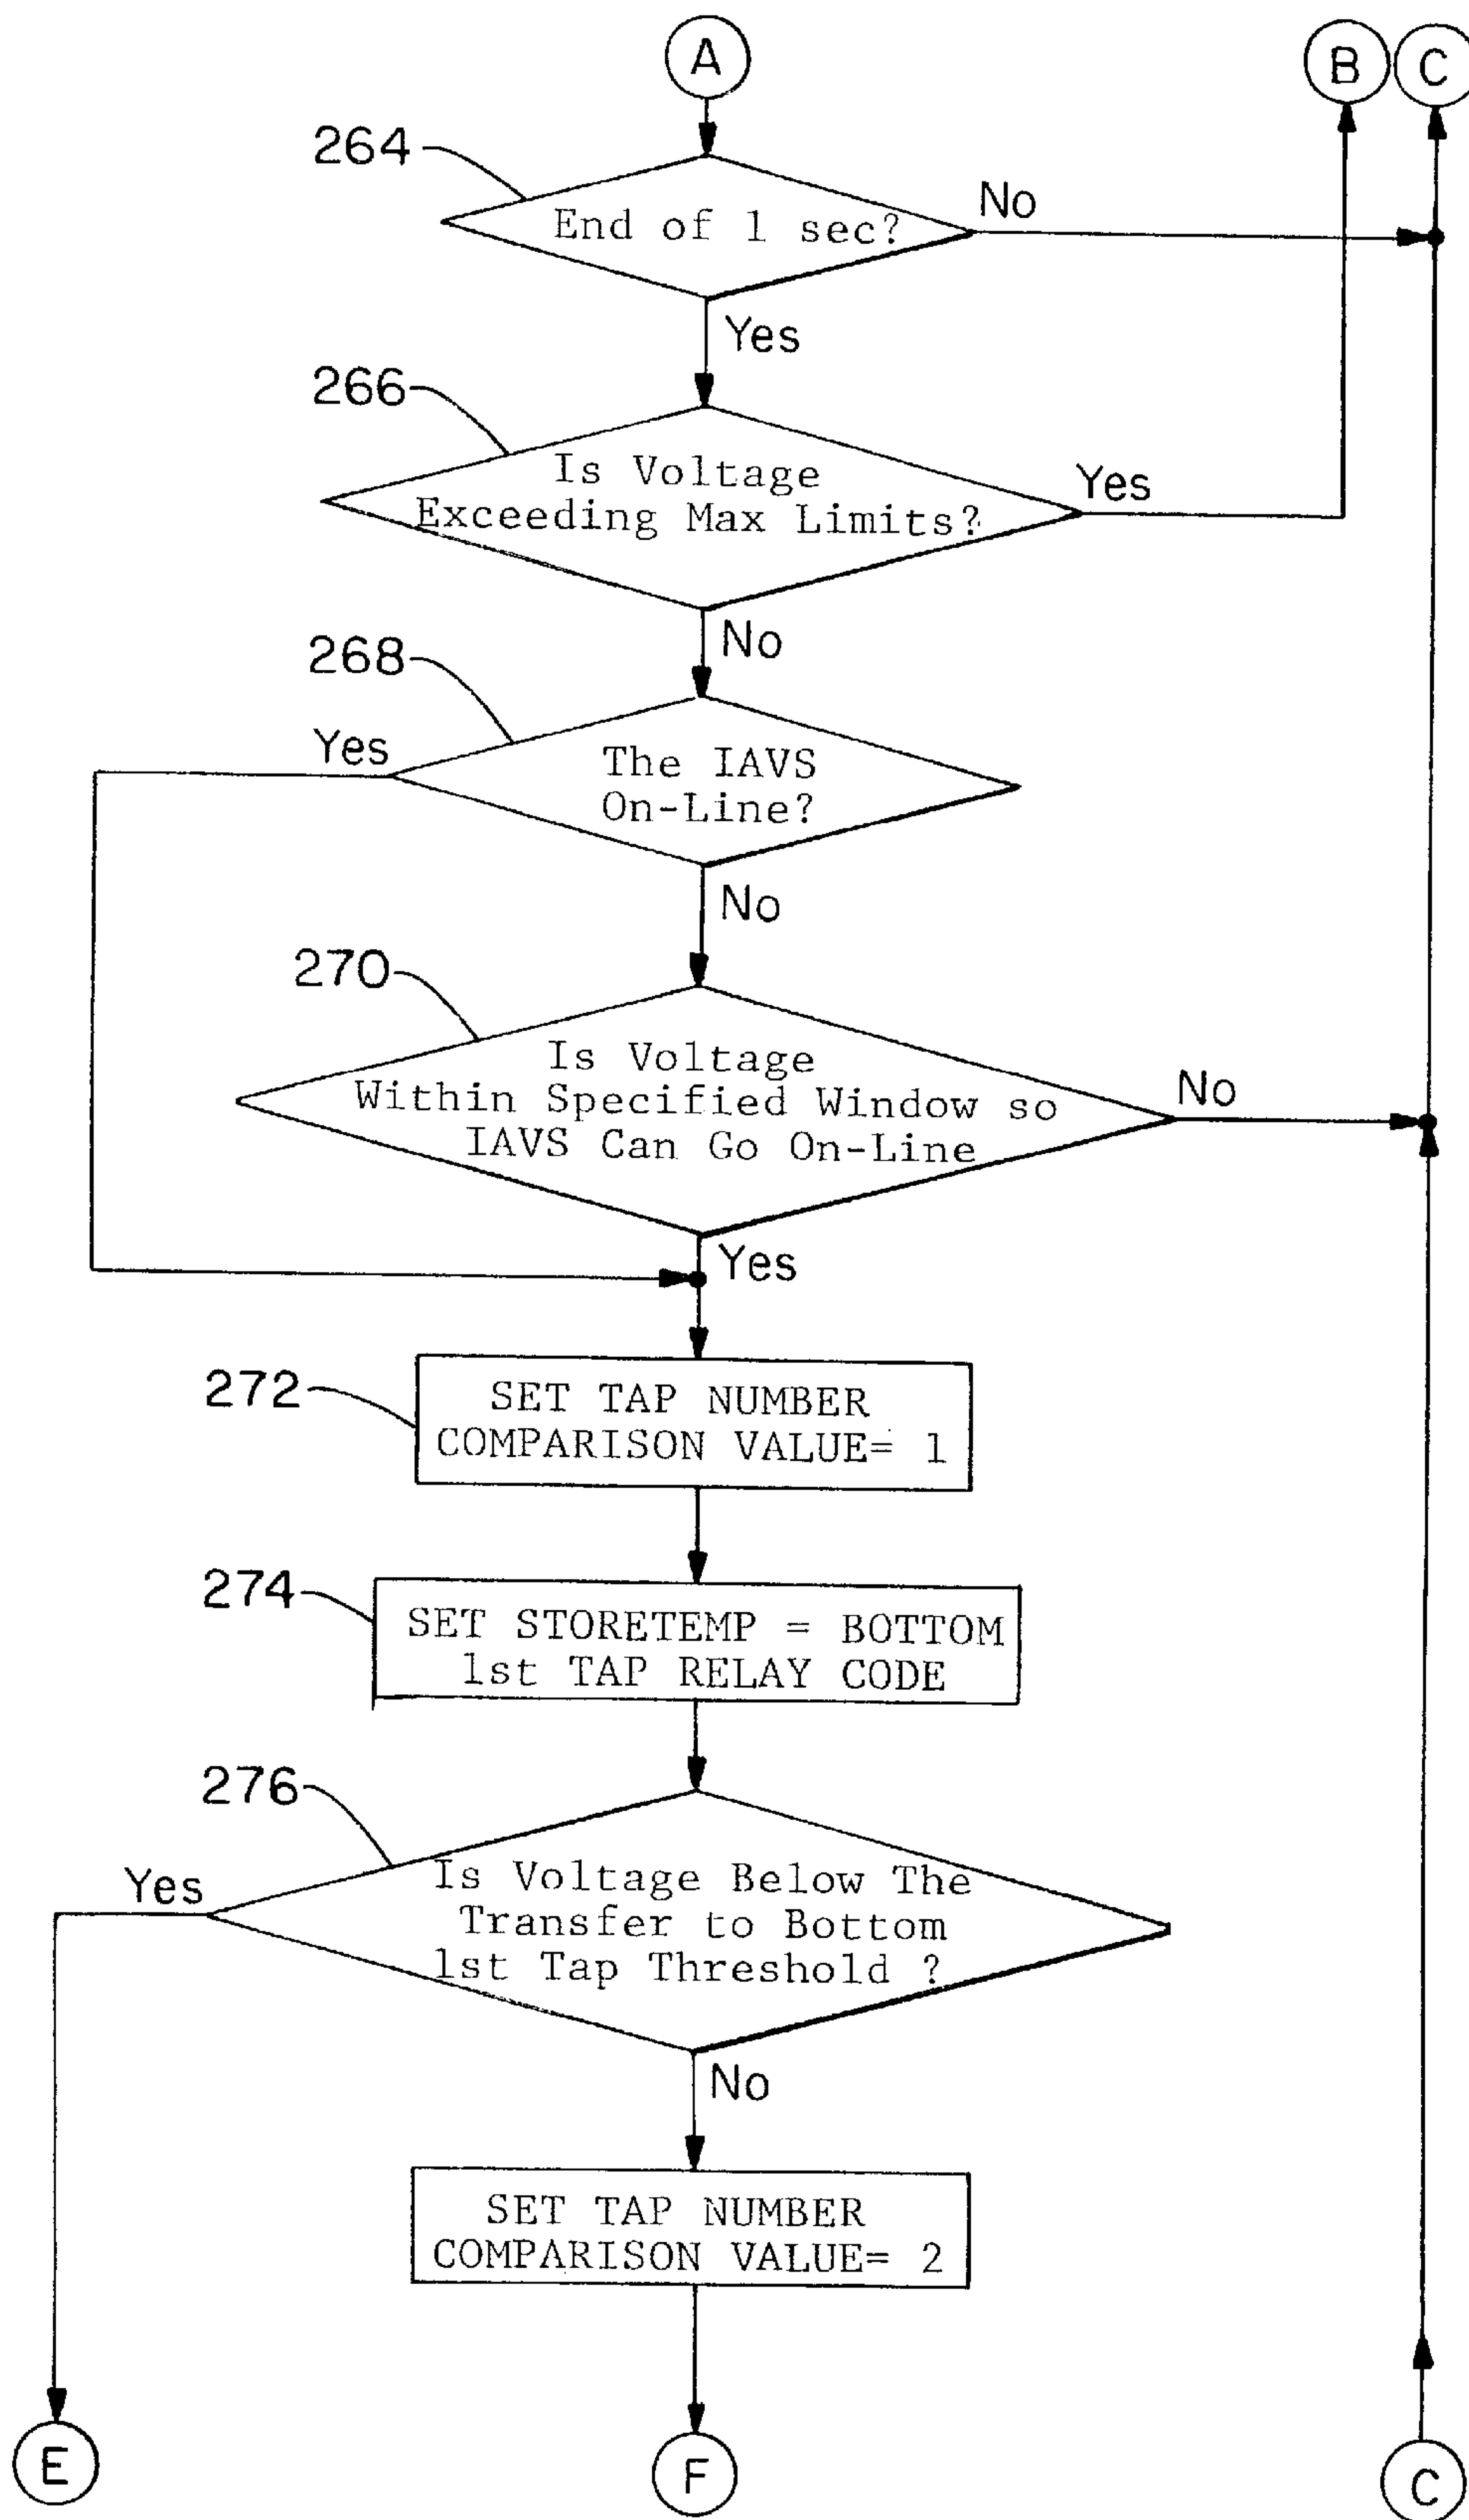 A
B
C
264
End of 1 sec?
No
Yes
266
Is Voltage
Exceeding Max Limits?
Yes
No
268
Yes
The IAVS
On-Line?
No
270
Is Voltage
Within Specified Window so
IAVS Can Go On-Line
No
Yes
272
SET TAP NUMBER
COMPARISON VALUE= 1
274
SET STORETEMP = BOTTOM
1st TAP RELAY CODE
276
Yes
Is Voltage Below The
Transfer to Bottom
1st Tap Threshold ?
No
SET TAP NUMBER
COMPARISON VALUE= 2
E
F
C